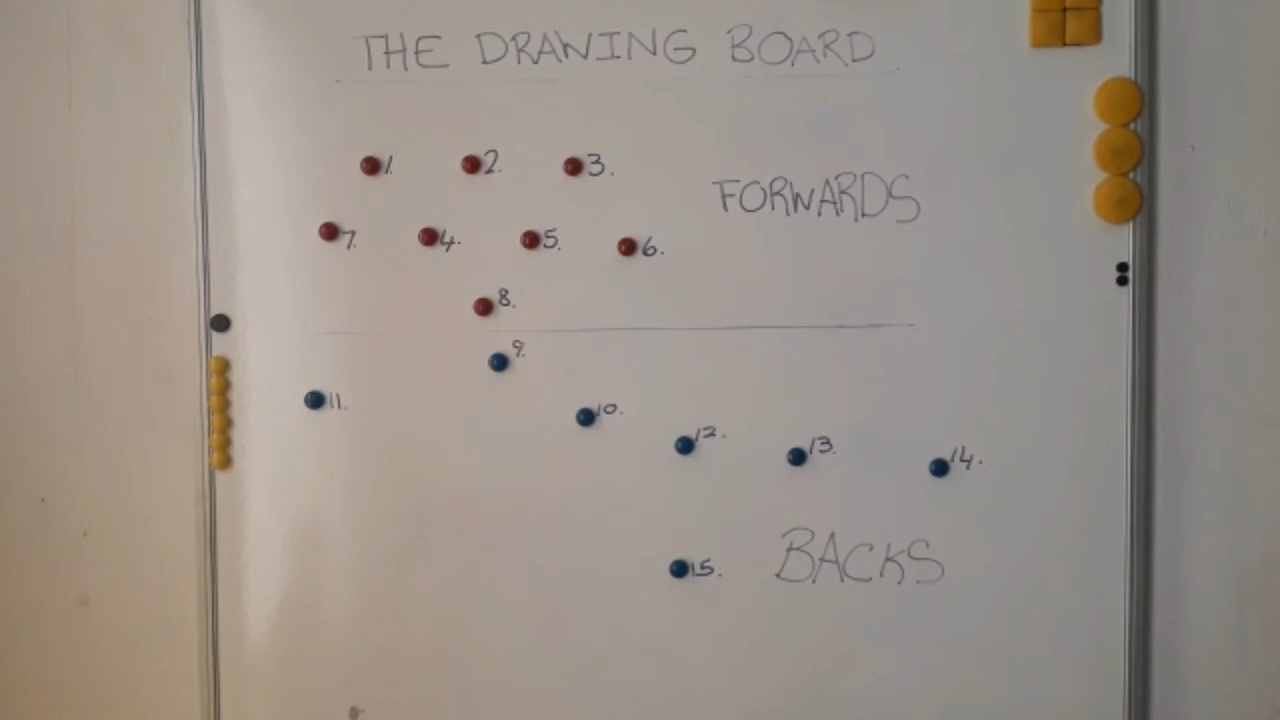 THE DRAWING BOARD
1. 2. 3.
FORWARDS
7. 4. 5. 6.
8.
9.
11. 10.
12. 13. 14.
15. BACKS